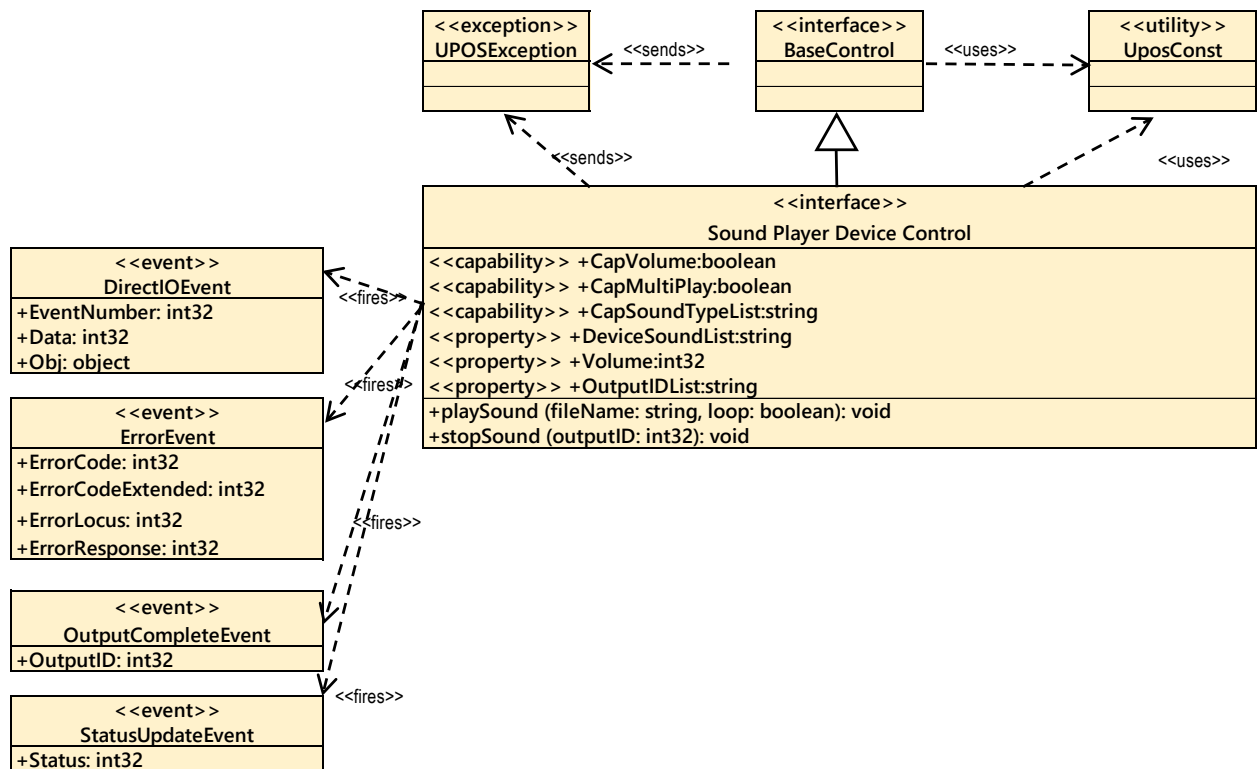 <<exception>>
UPOSException
<<sends>>
<<interface>>
BaseControl
<<uses>>
<<utility>>
UposConst
<<sends>>
<<uses>>
<<interface>>
Sound Player Device Control
<<capability>> +CapVolume:boolean
<<capability>> +CapMultiPlay:boolean
<<capability>> +CapSoundTypeList:string
<<property>> +DeviceSoundList:string
<<property>> +Volume:int32
<<property>> +OutputIDList:string
+playSound (fileName: string, loop: boolean): void
+stopSound (outputID: int32): void
<<event>>
DirectIOEvent
+EventNumber: int32
+Data: int32
+Obj: object
<<fires>>
<<event>>
ErrorEvent
+ErrorCode: int32
+ErrorCodeExtended: int32
+ErrorLocus: int32
+ErrorResponse: int32
<<fires>>
<<fires>>
<<event>>
OutputCompleteEvent
+OutputID: int32
<<fires>>
<<event>>
StatusUpdateEvent
+Status: int32